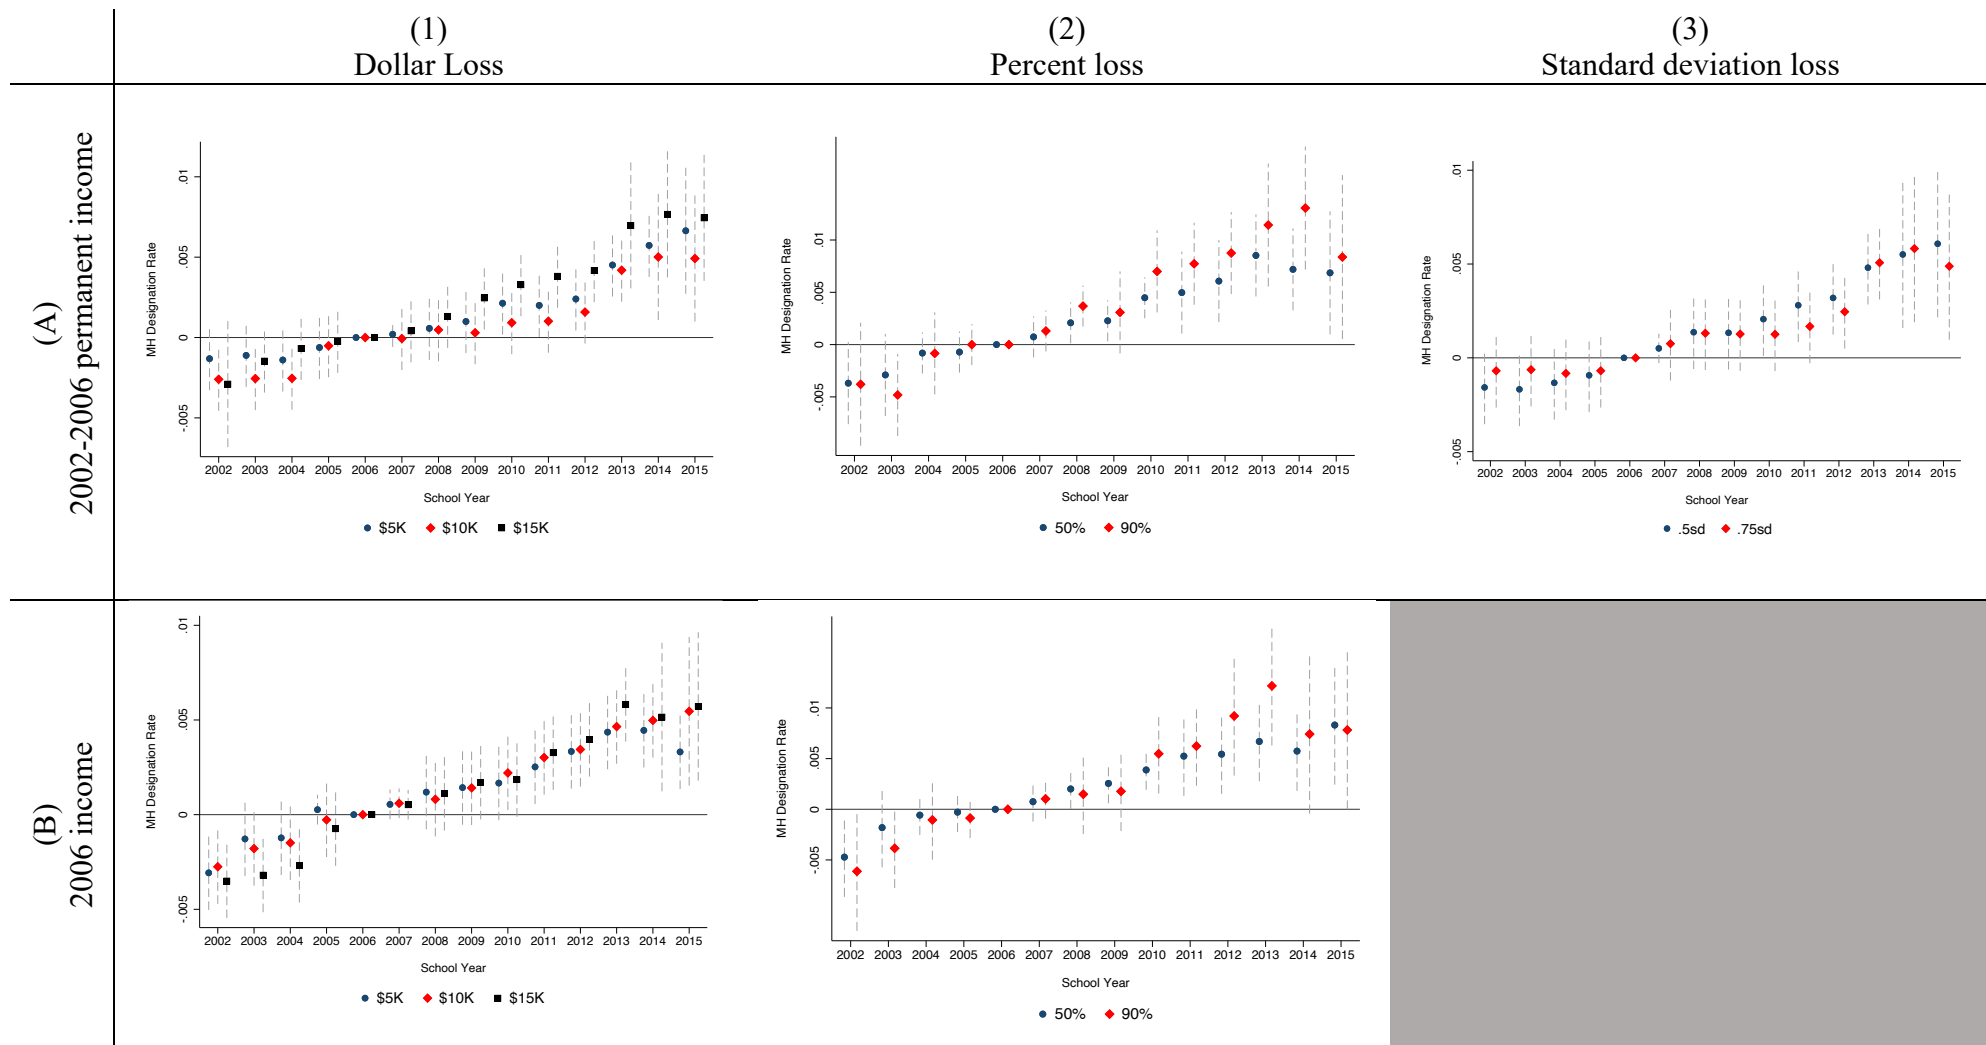 (1)
Dollar Loss
(2)
Percent loss
(3)
Standard deviation loss
(A)
2002-2006 permanent income
MH Designation Rate
.01
.005
0
-.005
2002 2003 2004 2005 2006 2007 2008 2009 2010 2011 2012 2013 2014 2015
School Year
$5K $10K $15K
MH Designation Rate
.01
.005
0
-.005
2002 2003 2004 2005 2006 2007 2008 2009 2010 2011 2012 2013 2014 2015
School Year
50% 90%
MH Designation Rate
.01
.005
0
-.005
2002 2003 2004 2005 2006 2007 2008 2009 2010 2011 2012 2013 2014 2015
School Year
.5sd .75sd
(B)
2006 income
MH Designation Rate
.01
.005
0
-.005
2002 2003 2004 2005 2006 2007 2008 2009 2010 2011 2012 2013 2014 2015
School Year
$5K $10K $15K
MH Designation Rate
.01
.005
0
-.005
2002 2003 2004 2005 2006 2007 2008 2009 2010 2011 2012 2013 2014 2015
School Year
50% 90%